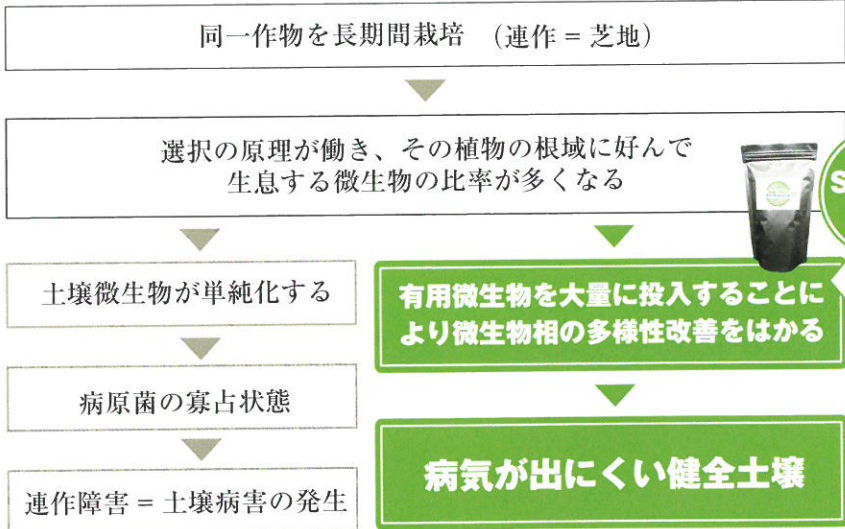 同一作物を長期間栽培 (連作 = 芝地)
選択の原理が働き、その植物の根域に好んで
生息する微生物の比率が多くなる
土壌微生物が単純化する
病原菌の寡占状態
連作障害 = 土壌病害の発生
S
有用微生物を大量に投入することに
より微生物相の多様性改善をはかる
病気が出にくい健全土壌